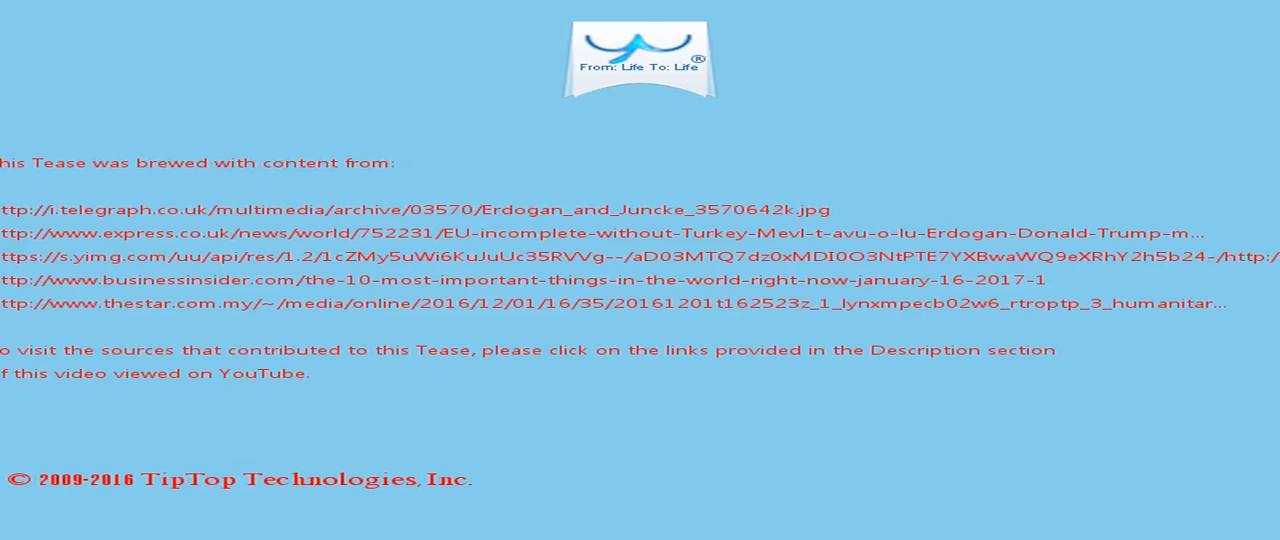 From: Life To: Life ®
his Tease was brewed with content from:
ttp://i.telegraph.co.uk/multimedia/archive/03570/Erdogan_and_Juncke_3570642k.jpg
ttp://www.express.co.uk/news/world/752231/EU-incomplete-without-Turkey-Mevl-t-avu-o-lu-Erdogan-Donald-Trump-m...
ttps://s.yimg.com/uu/api/res/1.2/1cZMy5uWi6KuJuUc35RVVg--/aD03MTQ7dz0xMDI0O3NtPTE7YXBwaWQ9eXRhY2h5b24-/http:/
ttp://www.businessinsider.com/the-10-most-important-things-in-the-world-right-now-january-16-2017-1
ttp://www.thestar.com.my/~/media/online/2016/12/01/16/35/20161201t162523z_1_lynxmpecb02w6_rtroptp_3_humanitar...
o visit the sources that contributed to this Tease, please click on the links provided in the Description section
f this video viewed on YouTube.
© 2009-2016 TipTop Technologies, Inc.